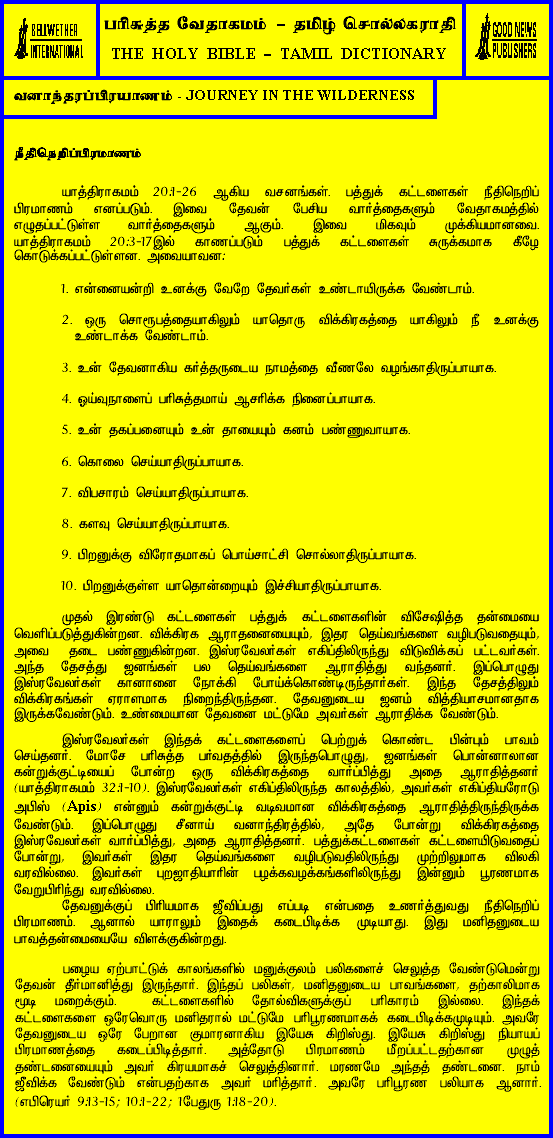 BELLWETHER
INTERNATIONAL
பரிசுத்த வேதாகமம் – தமிழ் சொல்லகராதி
THE HOLY BIBLE – TAMIL DICTIONARY
GOOD NEWS
PUBLISHERS
வனாந்தரப்பிரயாணம் - JOURNEY IN THE WILDERNESS
நீதிநெறிப்பிரமாணம்
யாத்திராகமம் 20:1-26 ஆகிய வசனங்கள். பத்துக் கட்டளைகள் நீதிநெறிப்
பிரமாணம் எனப்படும். இவை தேவன் பேசிய வார்த்தைகளும் வேதாகமத்தில்
எழுதப்பட்டுள்ள வார்த்தைகளும் ஆகும். இவை மிகவும் முக்கியமானவை.
யாத்திராகமம் 20:3-17இல் காணப்படும் பத்துக் கட்டளைகள் சுருக்கமாக கீழே
கொடுக்கப்பட்டுள்ளன. அவையாவன:
1. என்னையன்றி உனக்கு வேறே தேவர்கள் உண்டாயிருக்க வேண்டாம்.
2. ஒரு சொரூபத்தையாகிலும் யாதொரு விக்கிரகத்தை யாகிலும் நீ உனக்கு
உண்டாக்க வேண்டாம்.
3. உன் தேவனாகிய கர்த்தருடைய நாமத்தை வீணலே வழங்காதிருப்பாயாக.
4. ஓய்வுநாளைப் பரிசுத்தமாய் ஆசரிக்க நினைப்பாயாக.
5. உன் தகப்பனையும் உன் தாயையும் கனம் பண்ணுவாயாக.
6. கொலை செய்யாதிருப்பாயாக.
7. விபசாரம் செய்யாதிருப்பாயாக.
8. களவு செய்யாதிருப்பாயாக.
9. பிறனுக்கு விரோதமாகப் பொய்சாட்சி சொல்லாதிருப்பாயாக.
10. பிறனுக்குள்ள யாதொன்றையும் இச்சியாதிருப்பாயாக.
முதல் இரண்டு கட்டளைகள் பத்துக் கட்டளைகளின் விசேஷித்த தன்மையை
வெளிப்படுத்துகின்றன. விக்கிரக ஆராதனையையும், இதர தெய்வங்களை வழிபடுவதையும்,
அவை தடை பண்ணுகின்றன. இஸ்ரவேலர்கள் எகிப்திலிருந்து விடுவிக்கப் பட்டவர்கள்.
அந்த தேசத்து ஜனங்கள் பல தெய்வங்களை ஆராதித்து வந்தனர். இப்பொழுது
இஸ்ரவேலர்கள் கானானை நோக்கி போய்க்கொண்டிருந்தார்கள். இந்த தேசத்திலும்
விக்கிரகங்கள் ஏராளமாக நிறைந்திருந்தன. தேவனுடைய ஜனம் வித்தியாசமானதாக
இருக்கவேண்டும். உண்மையான தேவனை மட்டுமே அவர்கள் ஆராதிக்க வேண்டும்.
இஸ்ரவேலர்கள் இந்தக் கட்டளைகளைப் பெற்றுக் கொண்ட பின்பும் பாவம்
செய்தனர். மோசே பரிசுத்த பர்வதத்தில் இருந்தபொழுது, ஜனங்கள் பொன்னாலான
கன்றுக்குட்டியைப் போன்ற ஒரு விக்கிரகத்தை வார்ப்பித்து அதை ஆராதித்தனர்
(யாத்திராகமம் 32:1-10). இஸ்ரவேலர்கள் எகிப்திலிருந்த காலத்தில், அவர்கள் எகிப்தியரோடு
அபிஸ் (Apis) என்னும் கன்றுக்குட்டி வடிவமான விக்கிரகத்தை ஆராதித்திருந்திருக்க
வேண்டும். இப்பொழுது சீனாய் வனாந்திரத்தில், அதே போன்று விக்கிரகத்தை
இஸ்ரவேலர்கள் வார்ப்பித்து, அதை ஆராதித்தனர். பத்துக்கட்டளைகள் கட்டளையிடுவதைப்
போன்று, இவர்கள் இதர தெய்வங்களை வழிபடுவதிலிருந்து முற்றிலுமாக விலகி
வரவில்லை. இவர்கள் புறஜாதியாரின் பழக்கவழக்கங்களிலிருந்து இன்னும் பூரணமாக
வேறுபிரிந்து வரவில்லை.
தேவனுக்குப் பிரியமாக ஜீவிப்பது எப்படி என்பதை உணர்த்துவது நீதிநெறிப்
பிரமாணம். ஆனால் யாராலும் இதைக் கடைபிடிக்க முடியாது. இது மனிதனுடைய
பாவத்தன்மையையே விளக்குகின்றது.
பழைய ஏற்பாட்டுக் காலங்களில் மனுக்குலம் பலிகளைச் செலுத்த வேண்டுமென்று
தேவன் தீர்மானித்து இருந்தார். இந்தப் பலிகள், மனிதனுடைய பாவங்களை, தற்காலிமாக
மூடி மறைக்கும். கட்டளைகளில் தோல்விகளுக்குப் பரிகாரம் இல்லை. இந்தக்
கட்டளைகளை ஒரேவொரு மனிதரால் மட்டுமே பரிபூரணமாகக் கடைபிடிக்கமுடியும். அவரே
தேவனுடைய ஒரே பேறான குமாரனாகிய இயேசு கிறிஸ்து. இயேசு கிறிஸ்து நியாயப்
பிரமாணத்தை கடைப்பிடித்தார். அத்தோடு பிரமாணம் மீறப்பட்டதற்கான முழுத்
தண்டனையையும் அவர் கிரயமாகச் செலுத்தினார். மரணமே அந்தத் தண்டனை. நாம்
ஜீவிக்க வேண்டும் என்பதற்காக அவர் மரித்தார். அவரே பரிபூரண பலியாக ஆனார்.
(எபிரெயர் 9:13-15; 10:1-22; 1பேதுரு 1:18-20).